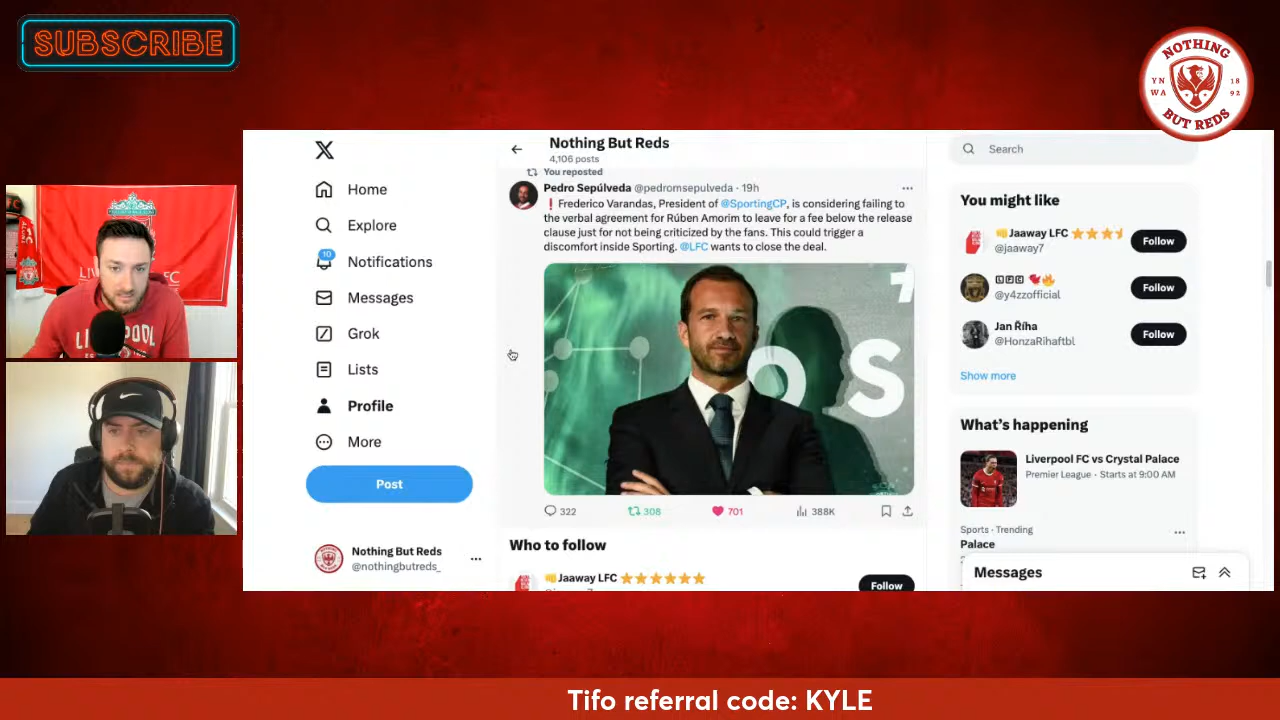 SUBSCRIBE
NOTHING
YN
WA
18
92
BUT REDS
LIVERPOOL
Home
Explore
10
Notifications
Messages
Grok
Lists
Profile
More
Post
Nothing But Reds
@nothingbutreds_
Nothing But Reds
4,106 posts
You reposted
Pedro Sepúlveda @pedromsepulveda · 19h
❗ Frederico Varandas, President of @SportingCP, is considering failing to
the verbal agreement for Rúben Amorim to leave for a fee below the release
clause just for not being criticized by the fans. This could trigger a
discomfort inside Sporting. @LFC wants to close the deal.
OS
322
308
701
388K
Who to follow
Jaaway LFC
Follow
Search
You might like
Jaaway LFC
@jaaway7
Follow
LFC
@y4zzofficial
Follow
Jan Říha
@HonzaRihaftbl
Follow
Show more
What's happening
Liverpool FC vs Crystal Palace
Premier League · Starts at 9:00 AM
Sports · Trending
Palace
Messages
Tifo referral code: KYLE